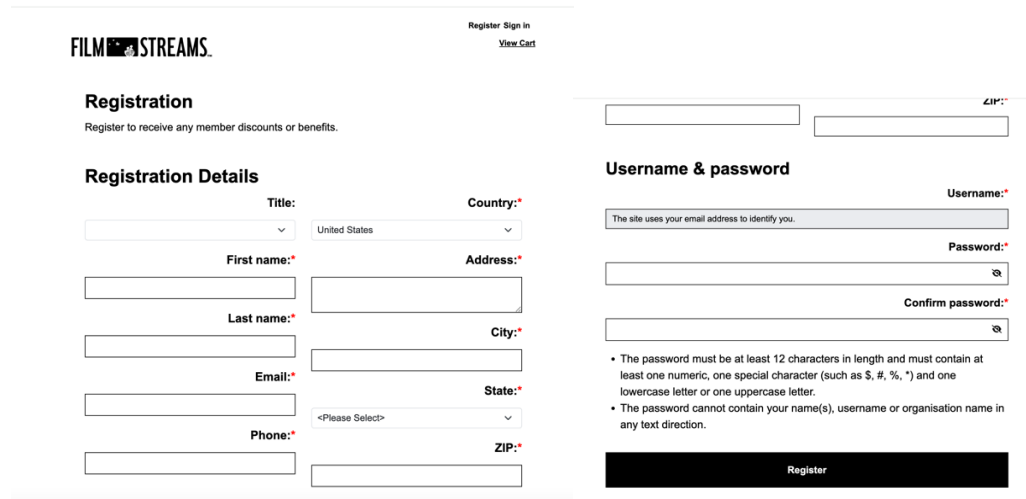 Register Sign in
View Cart
FILM STREAMS
Registration
Register to receive any member discounts or benefits.
Registration Details
Title:
First name:*
Last name:*
Email:*
Phone:*
Country:*
United States
Address:*
City:*
State:*
<Please Select>
ZIP:*
ZIP:*
Username & password
Username:*
The site uses your email address to identify you.
Password:*
Confirm password:*
• The password must be at least 12 characters in length and must contain at
least one numeric, one special character (such as $, #, %, *) and one
lowercase letter or one uppercase letter.
• The password cannot contain your name(s), username or organisation name in
any text direction.
Register